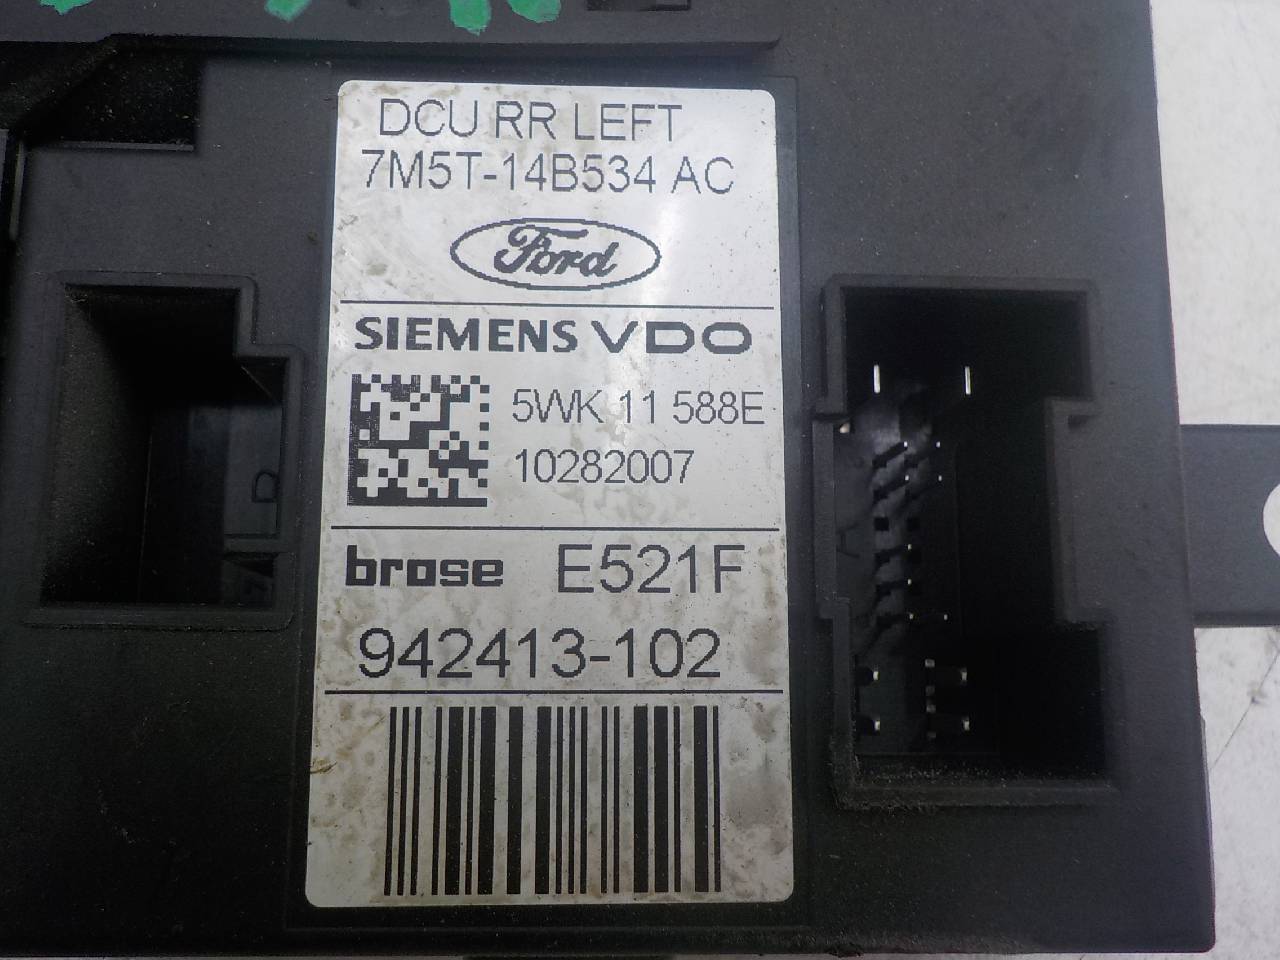 DCU RR LEFT
7M5T-14B534 AC
Ford
SIEMENS VDO
5WK 11 588E
10282007
brose E521F
942413-102
D
A